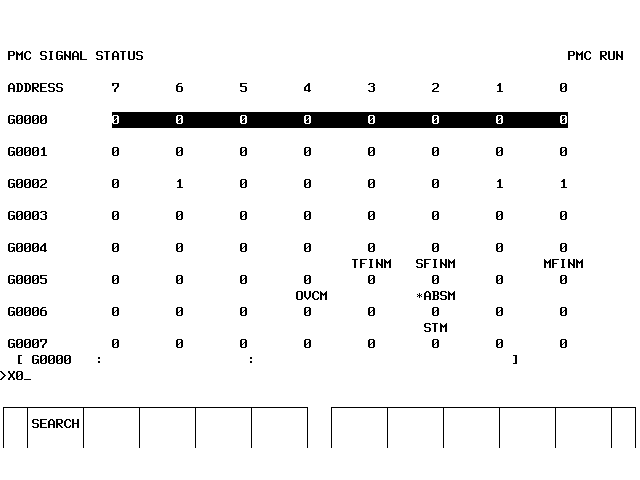 PMC SIGNAL STATUS PMC RUN
ADDRESS 7 6 5 4 3 2 1 0
G0000 0 0 0 0 0 0 0 0
G0001 0 0 0 0 0 0 0 0
G0002 0 1 0 0 0 0 1 1
G0003 0 0 0 0 0 0 0 0
G0004 0 0 0 0 0 0 0 0
TFINM SFINM MFINM
G0005 0 0 0 0 0 0 0 0
OVCM *ABSM
G0006 0 0 0 0 0 0 0 0
STM
G0007 0 0 0 0 0 0 0 0
[ G0000 : : ]
>X0_
SEARCH